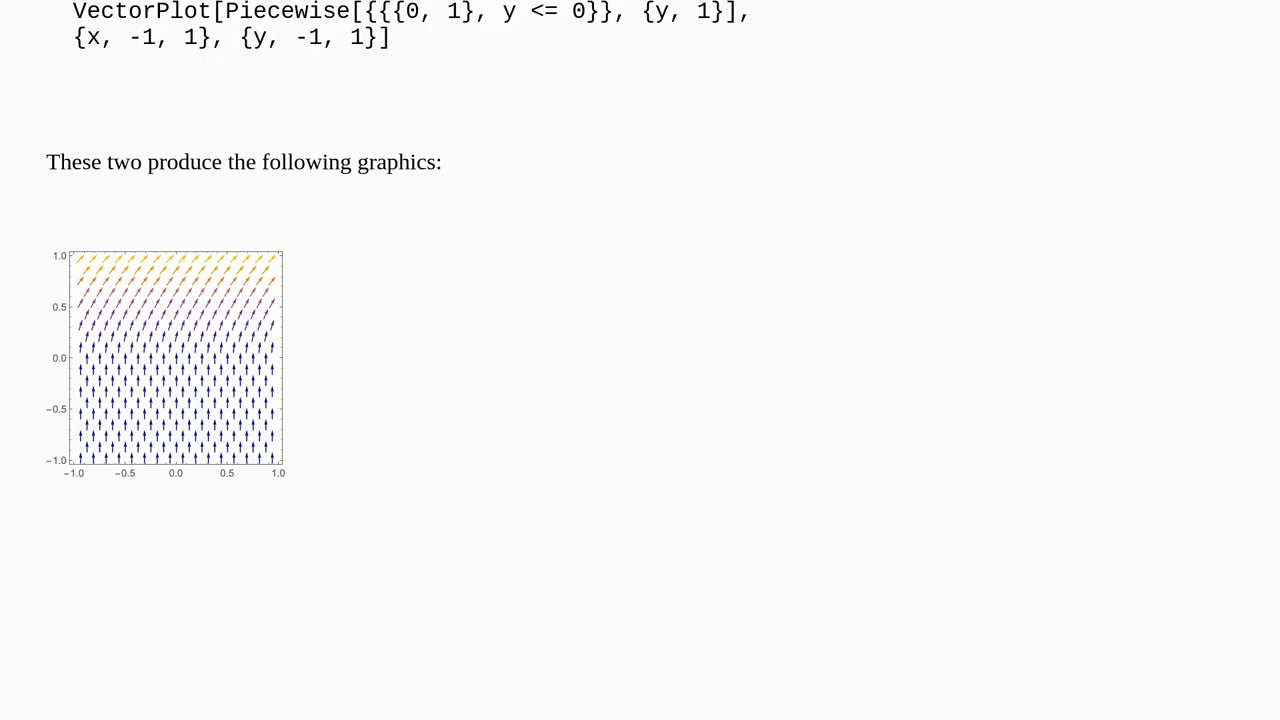 VectorPlot[Piecewise[{{{0, 1}, y <= 0}}, {y, 1}],
{x, -1, 1}, {y, -1, 1}]
These two produce the following graphics:
1.0
0.5
0.0
−0.5
−1.0
−1.0 −0.5 0.0 0.5 1.0